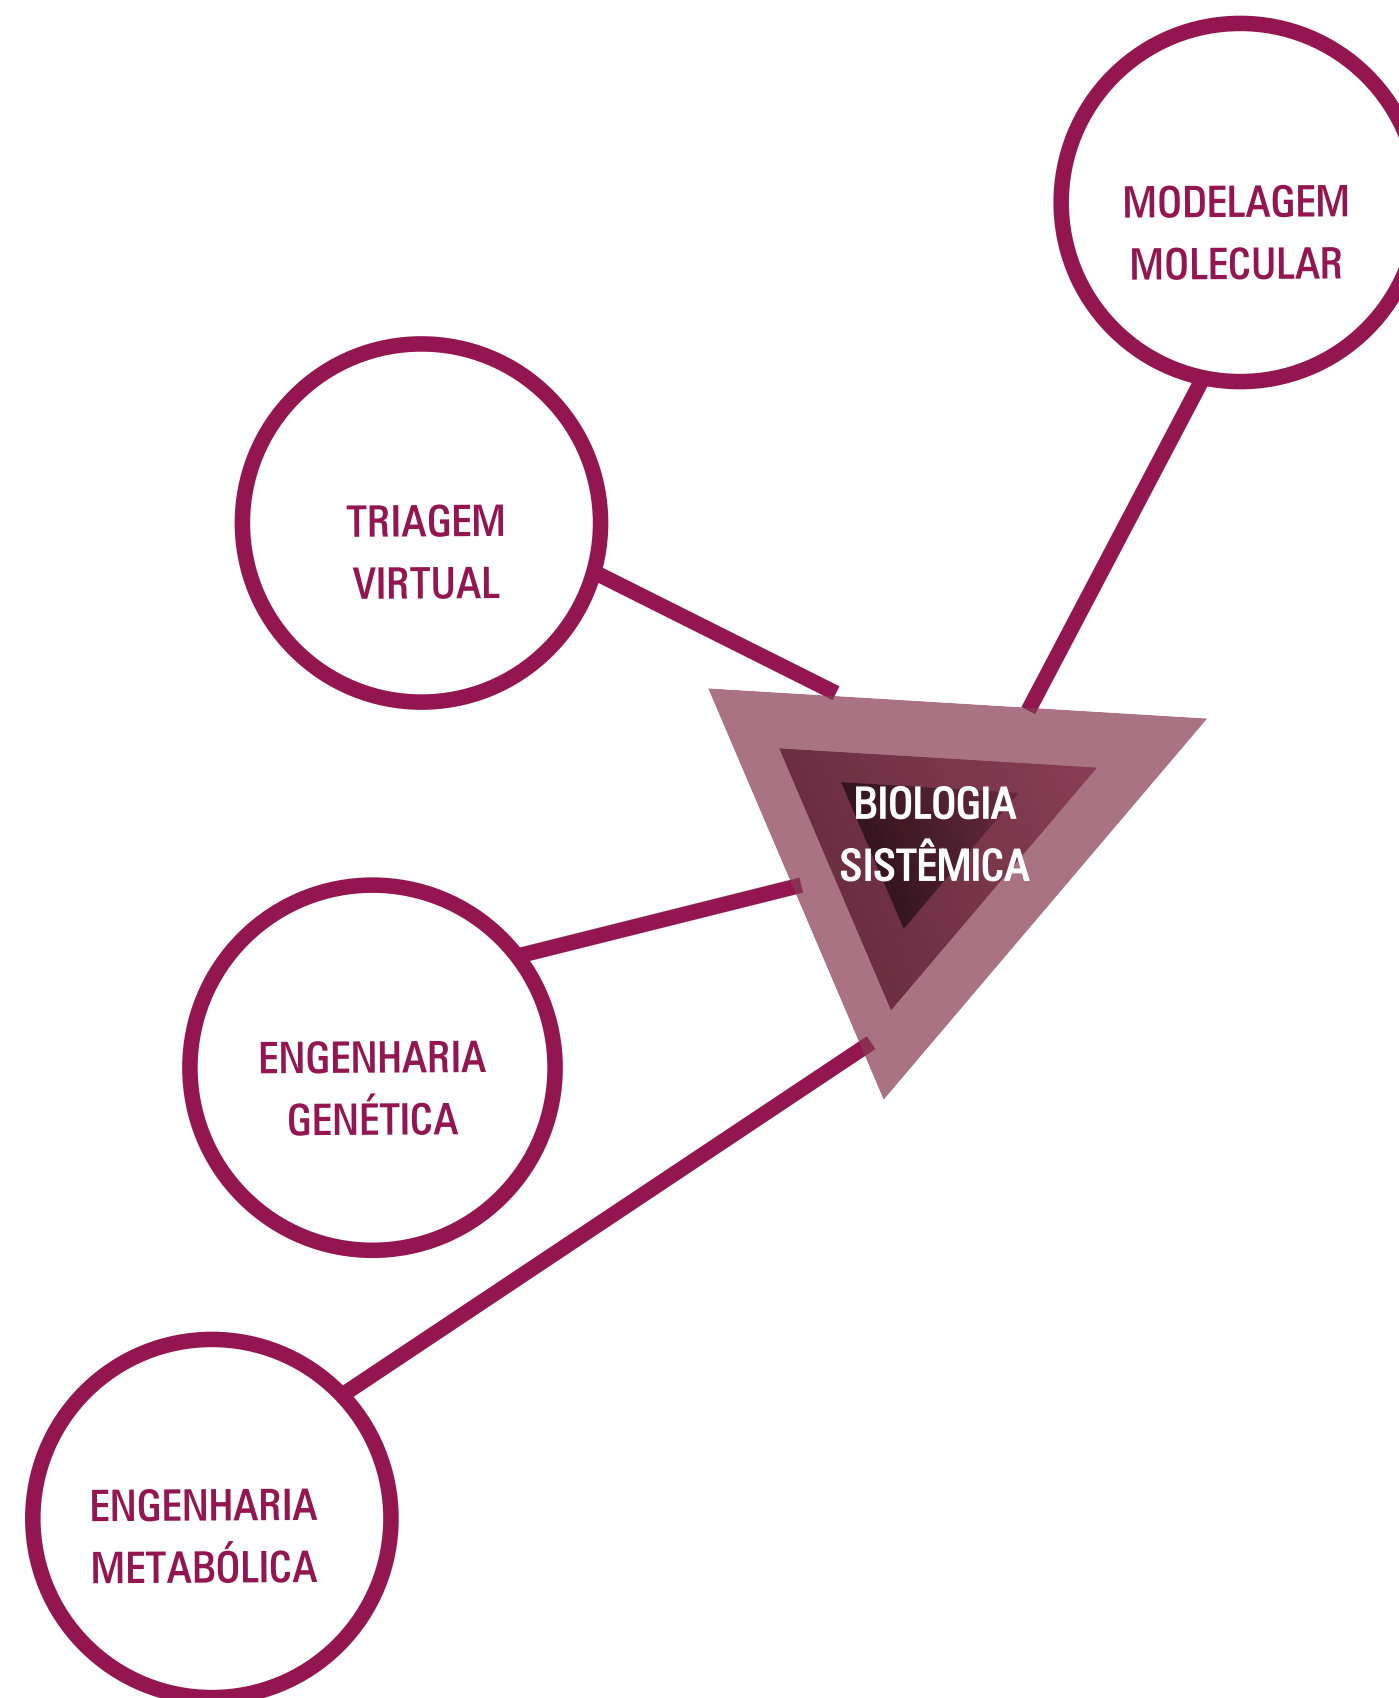 MODELAGEM
MOLECULAR
TRIAGEM
VIRTUAL
BIOLOGIA
SISTÊMICA
ENGENHARIA
GENÉTICA
ENGENHARIA
METABÓLICA